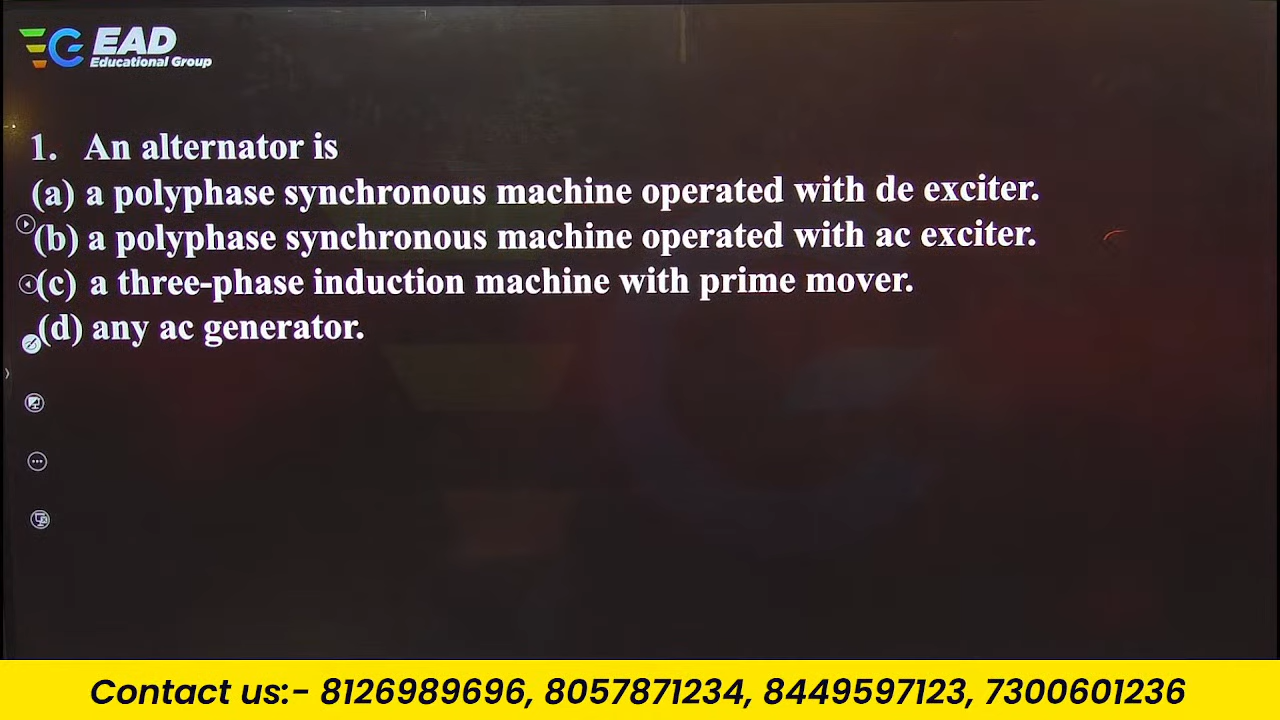 EAD
Educational Group
1. An alternator is
(a) a polyphase synchronous machine operated with de exciter.
(b) a polyphase synchronous machine operated with ac exciter.
(c) a three-phase induction machine with prime mover.
(d) any ac generator.
Contact us:- 8126989696, 8057871234, 8449597123, 7300601236